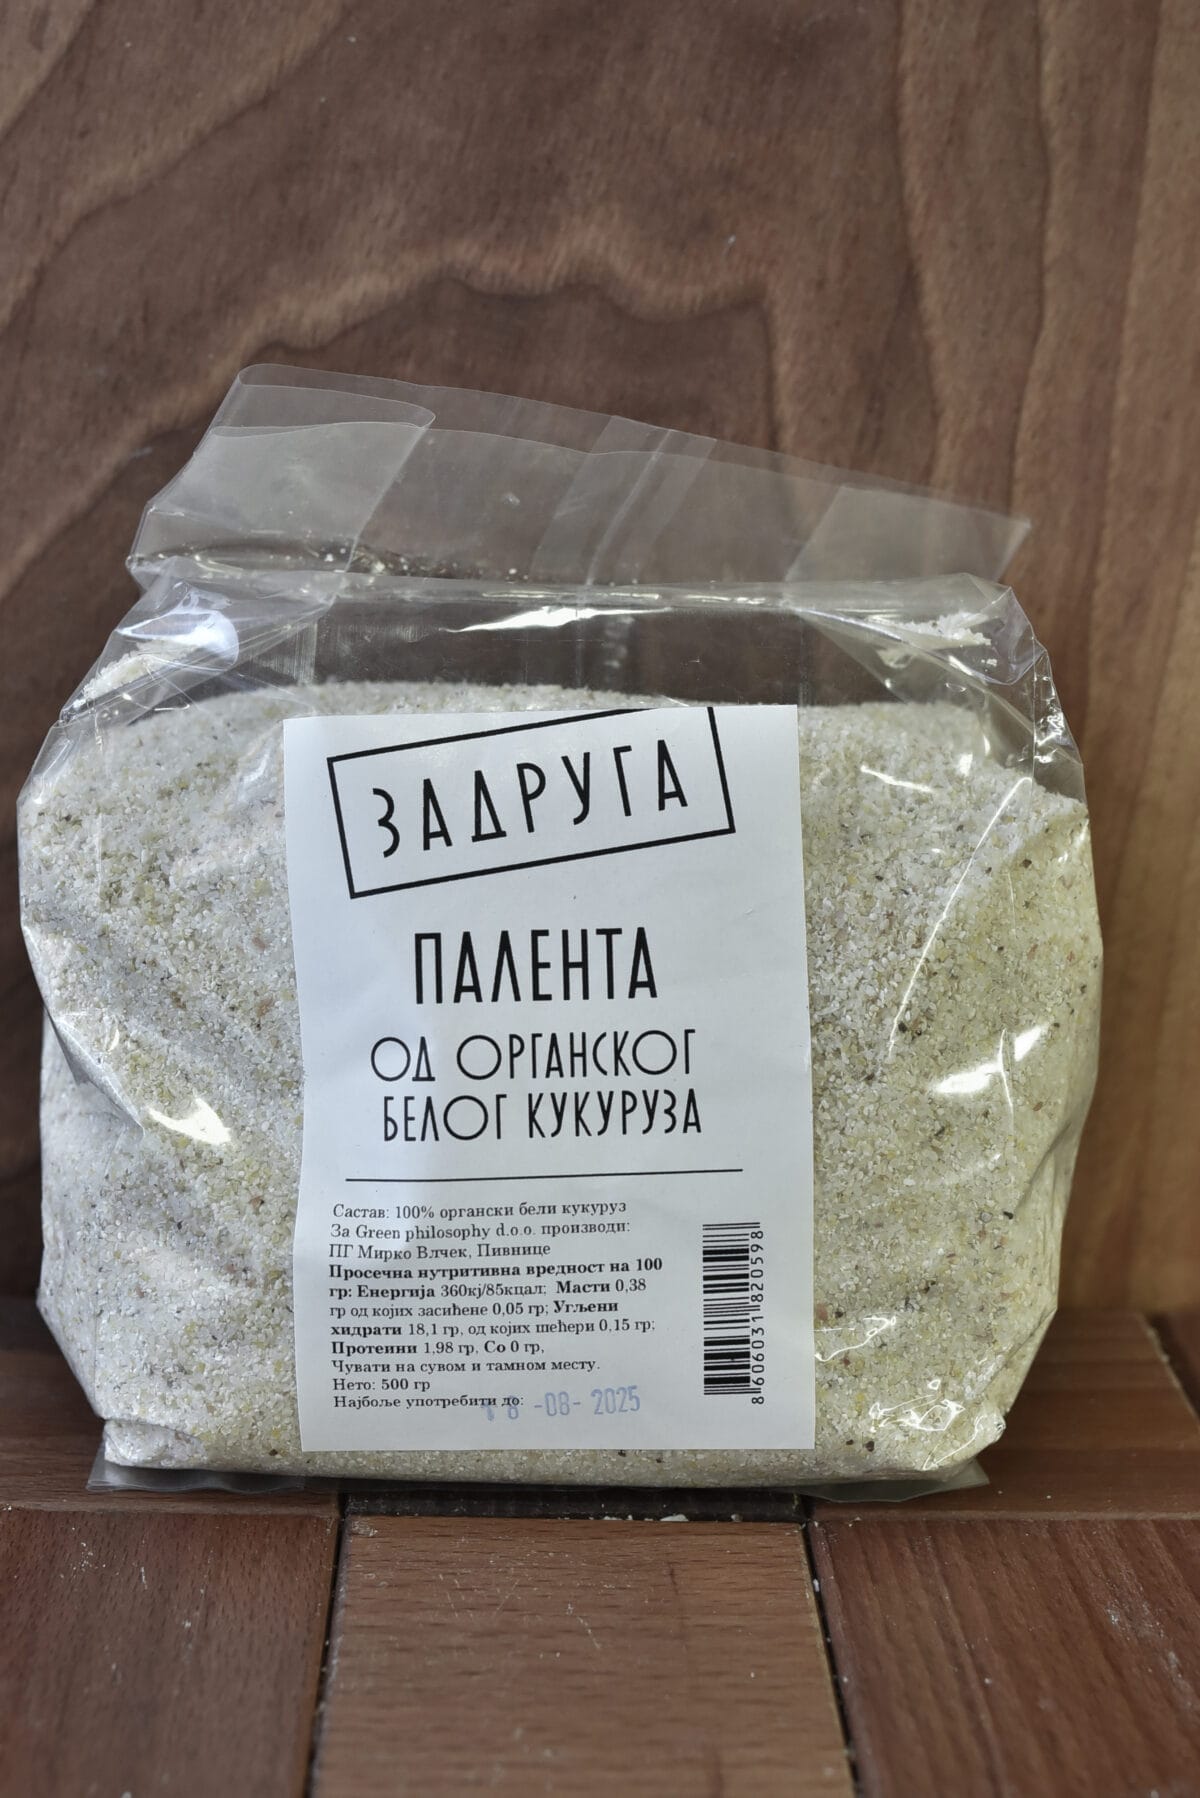 ЗАДРУГА
ПАЛЕНТА
ОД ОРГАНСКОГ
БЕЛОГ КУКУРУЗА
Састав: 100% органски бели кукуруз
За Green philosophy d.o.o. производи:
ПГ Мирко Влчек, Пивнице
Просечна нутритивна вредност на 100
гр: Енергија 360кј/85кцал; Масти 0,38
гр од којих засићене 0,05 гр; Угљени
хидрати 18,1 гр, од којих шећери 0,15 гр;
Протеини 1,98 гр, Со 0 гр,
Чувати на сувом и тамном месту.
Нето: 500 гр
Најбоље употребити до: 18 -08- 2025
8606031820598